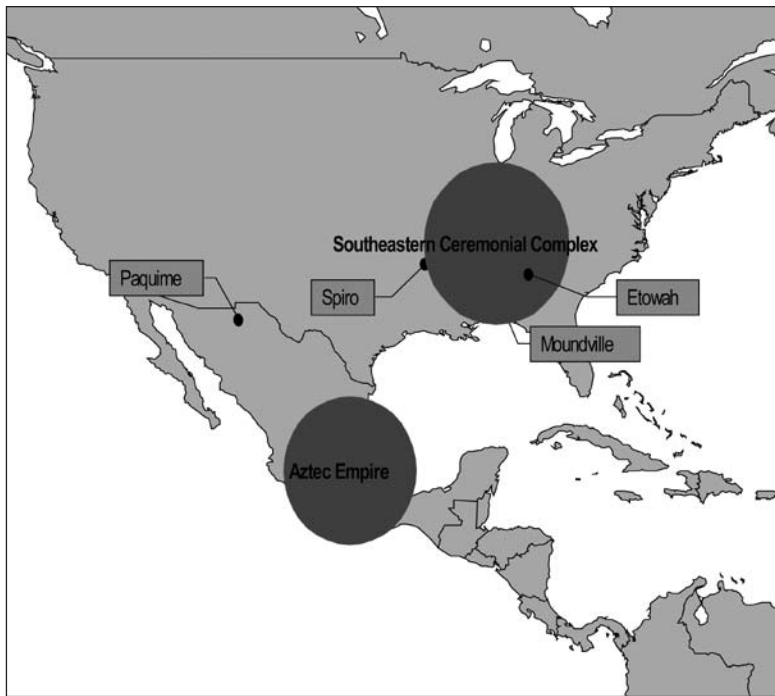 Southeastern Ceremonial Complex
Paquime
Spiro
Etowah
Moundville
Aztec Empire